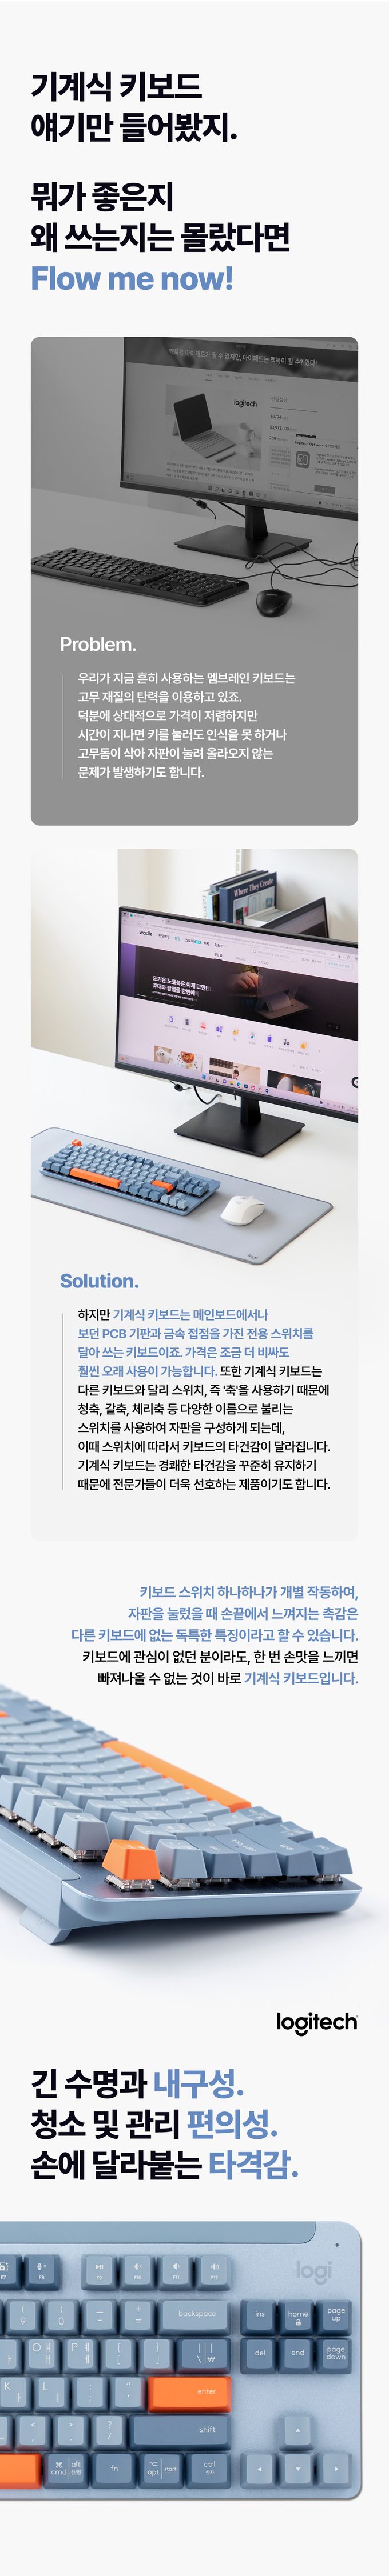 기계식 키보드
얘기만 들어봤지.
뭐가 좋은지
왜 쓰는지는 몰랐다면
Flow me now!
logitech
Problem.
우리가 지금 흔히 사용하는 멤브레인 키보드는
고무 재질의 탄력을 이용하고 있죠.
덕분에 상대적으로 가격이 저렴하지만
시간이 지나면 키를 눌러도 인식을 못 하거나
고무돔이 삭아 자판이 눌려 올라오지 않는
문제가 발생하기도 합니다.
Where They Create
wadiz
logi
Solution.
하지만 기계식 키보드는 메인보드에서나
보던 PCB 기판과 금속 접점을 가진 전용 스위치를
달아 쓰는 키보드이죠. 가격은 조금 더 비싸도
훨씬 오래 사용이 가능합니다. 또한 기계식 키보드는
다른 키보드와 달리 스위치, 즉 '축'을 사용하기 때문에
청축, 갈축, 체리축 등 다양한 이름으로 불리는
스위치를 사용하여 자판을 구성하게 되는데,
이때 스위치에 따라서 키보드의 타건감이 달라집니다.
기계식 키보드는 경쾌한 타건감을 꾸준히 유지하기
때문에 전문가들이 더욱 선호하는 제품이기도 합니다.
키보드 스위치 하나하나가 개별 작동하여,
자판을 눌렀을 때 손끝에서 느껴지는 촉감은
다른 키보드에 없는 독특한 특징이라고 할 수 있습니다.
키보드에 관심이 없던 분이라도, 한 번 손맛을 느끼면
빠져나올 수 없는 것이 바로 기계식 키보드입니다.
logitech
긴 수명과 내구성.
청소 및 관리 편의성.
손에 달라붙는 타격감.
logi
F7 F8 F9 F10 F11 F12
( 9 ) 0 — - + = backspace ins home page up
O ㅐ ㅒ P ㅔ ㅖ { [ } ] | \ ₩ del end page down
K ㅏ L ㅣ : ; " ' enter
< , > . ? / shift
cmd alt 한/영 fn opt start ctrl 한자